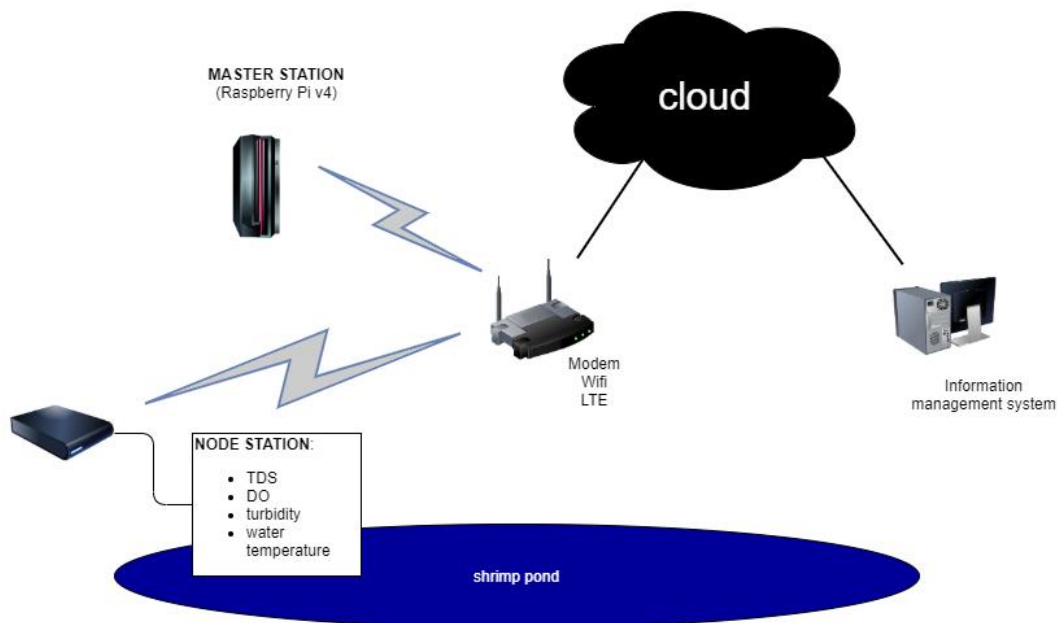 MASTER STATION
(Raspberry Pi v4)
cloud
Modem
Wifi
LTE
Information
management system
NODE STATION:
• TDS
• DO
• turbidity
• water
temperature
shrimp pond